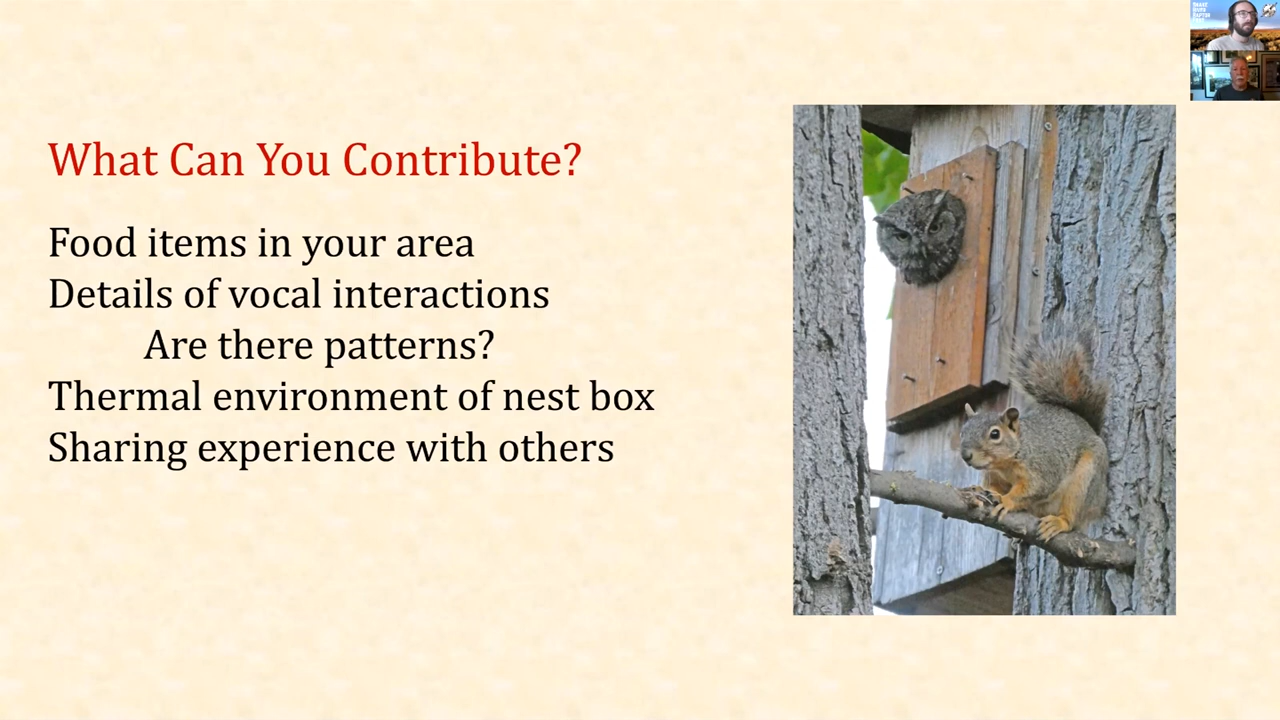 What Can You Contribute?
Food items in your area
Details of vocal interactions
Are there patterns?
Thermal environment of nest box
Sharing experience with others